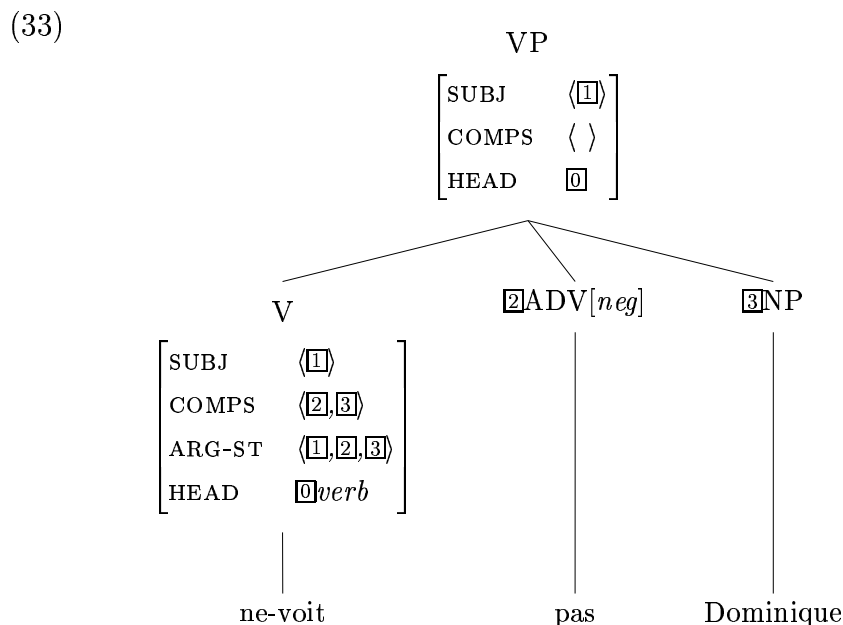 (33)
VP
SUBJ ⟨1⟩
COMPS ⟨ ⟩
HEAD 0
V
2ADV[neg]
3NP
SUBJ ⟨1⟩
COMPS ⟨2,3⟩
ARG-ST ⟨1,2,3⟩
HEAD 0verb
ne-voit
pas
Dominique